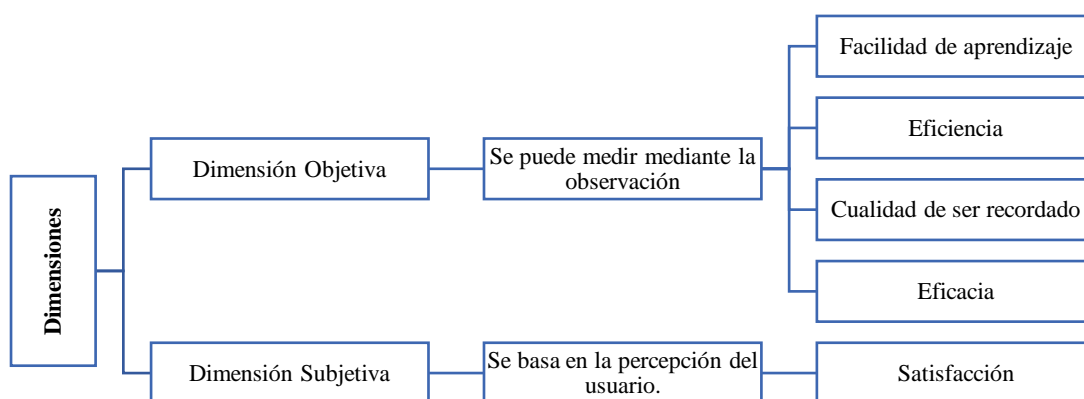 Dimensiones
Dimensión Objetiva
Se puede medir mediante la
observación
Facilidad de aprendizaje
Eficiencia
Cualidad de ser recordado
Eficacia
Dimensión Subjetiva
Se basa en la percepción del
usuario.
Satisfacción